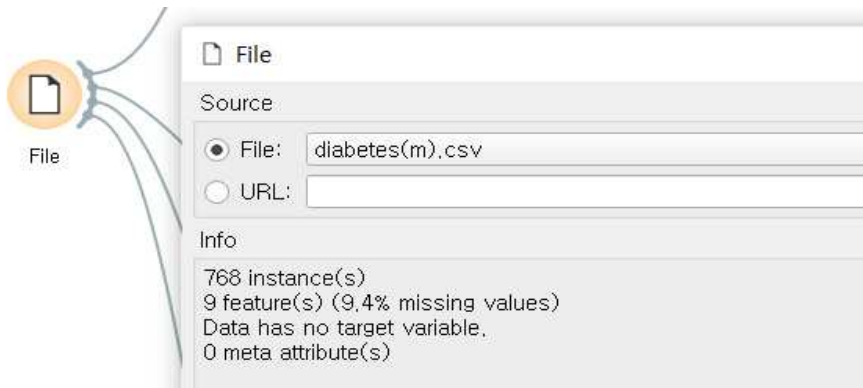 File
File
Source
File: diabetes(m).csv
URL:
Info
768 instance(s)
9 feature(s) (9.4% missing values)
Data has no target variable.
0 meta attribute(s)